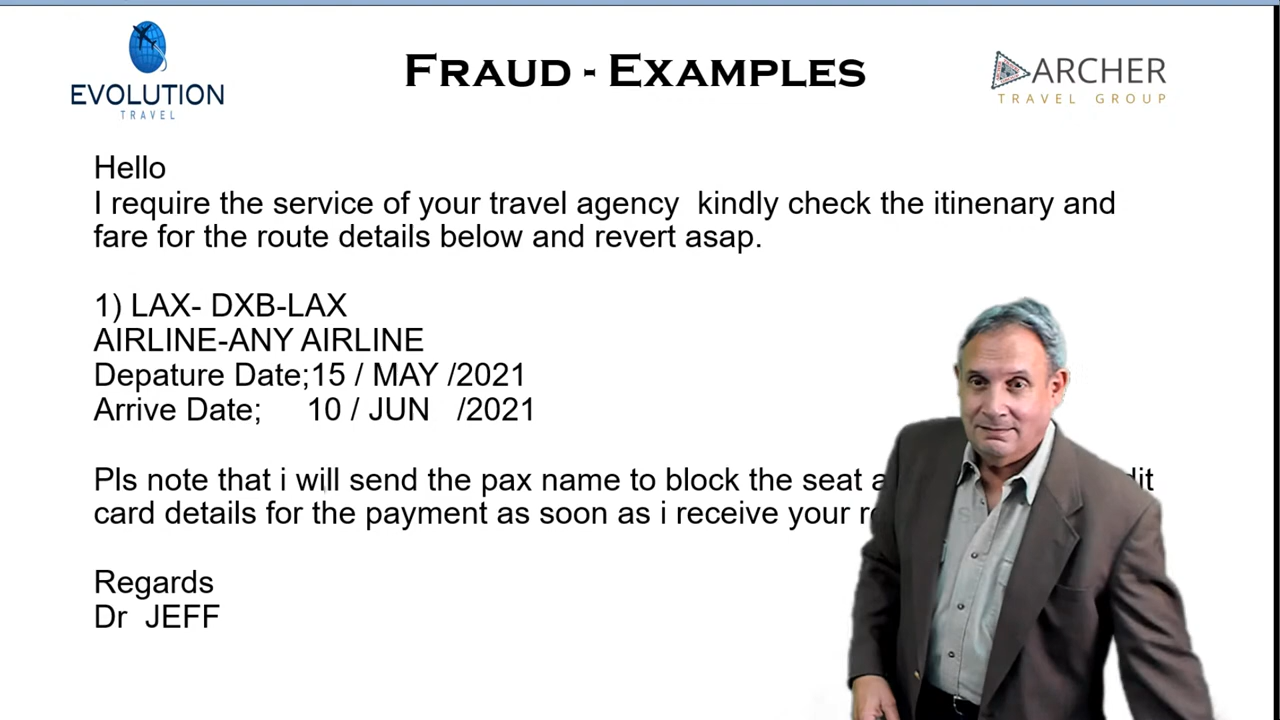 EVOLUTION
TRAVEL
FRAUD - EXAMPLES
ARCHER
TRAVEL GROUP
Hello
I require the service of your travel agency  kindly check the itinenary and
fare for the route details below and revert asap.
1) LAX- DXB-LAX
AIRLINE-ANY AIRLINE
Depature Date;15 / MAY /2021
Arrive Date;     10 / JUN   /2021
Pls note that i will send the pax name to block the seat
card details for the payment as soon as i receive your
Regards
Dr  JEFF